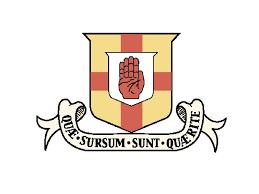 QUÆ · SURSUM · SUNT · QUÆRITE